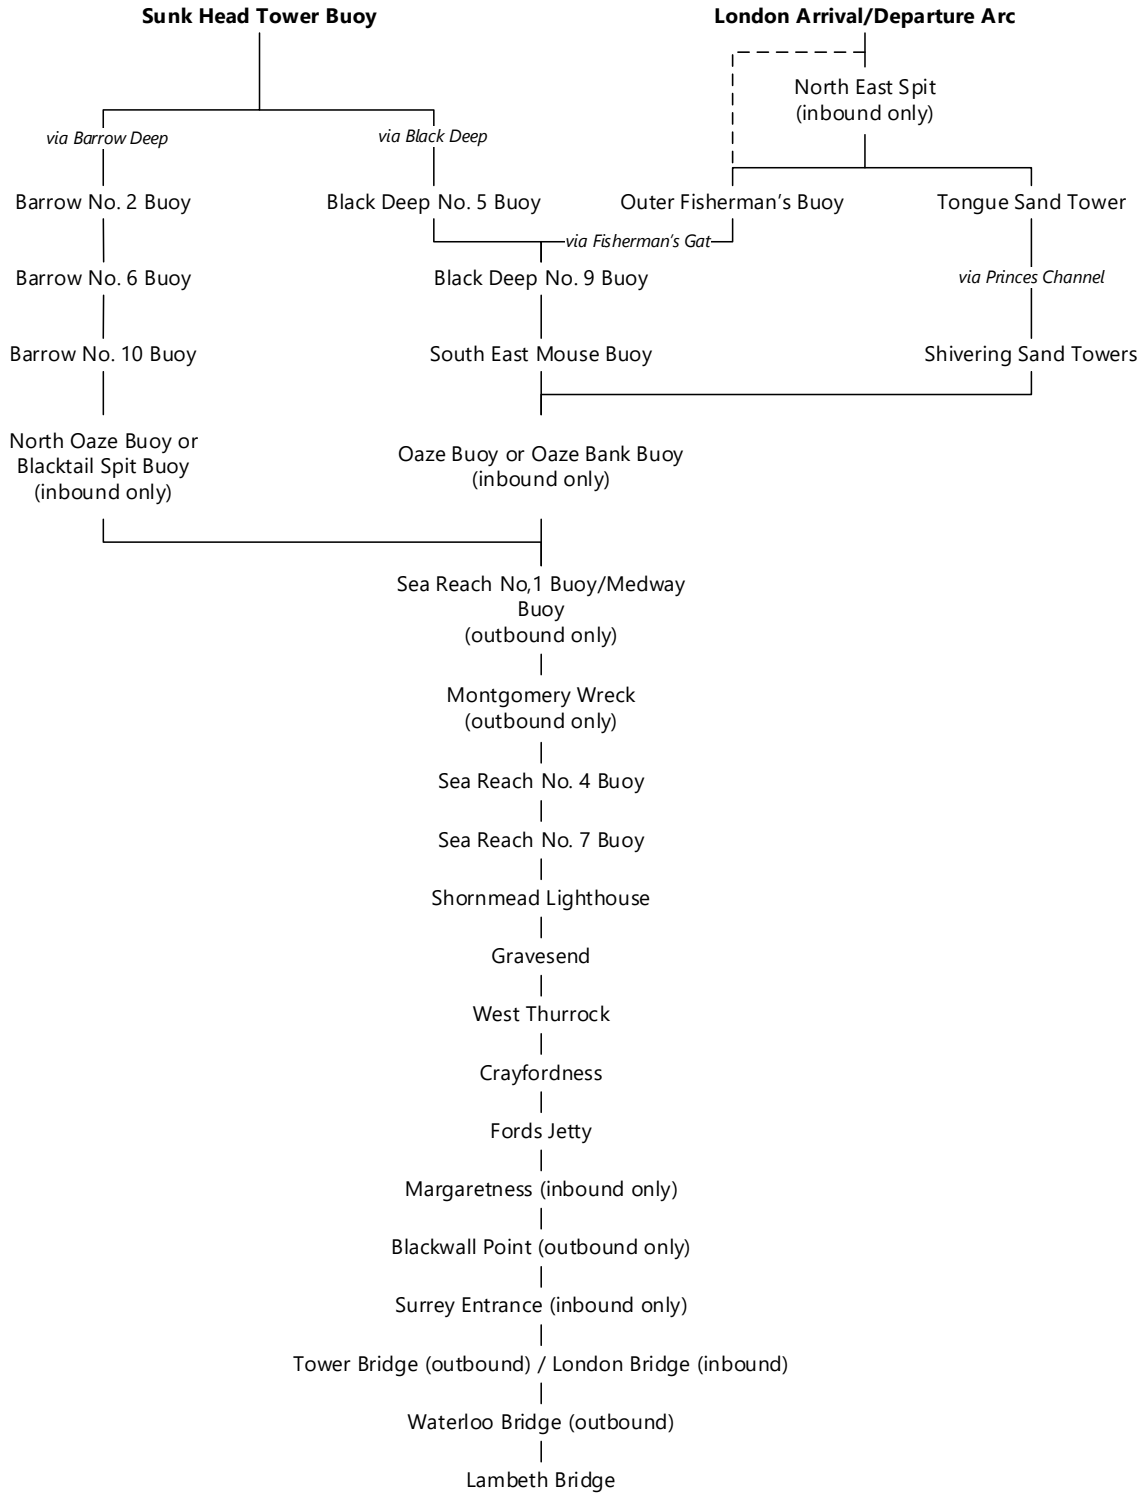 Sunk Head Tower Buoy
London Arrival/Departure Arc
North East Spit
(inbound only)
via Barrow Deep
via Black Deep
Barrow No. 2 Buoy
Black Deep No. 5 Buoy
Outer Fisherman's Buoy
Tongue Sand Tower
via Fisherman's Gat
Barrow No. 6 Buoy
Black Deep No. 9 Buoy
via Princes Channel
Barrow No. 10 Buoy
South East Mouse Buoy
Shivering Sand Towers
North Oaze Buoy or
Blacktail Spit Buoy
(inbound only)
Oaze Buoy or Oaze Bank Buoy
(inbound only)
Sea Reach No,1 Buoy/Medway
Buoy
(outbound only)
Montgomery Wreck
(outbound only)
Sea Reach No. 4 Buoy
Sea Reach No. 7 Buoy
Shornmead Lighthouse
Gravesend
West Thurrock
Crayfordness
Fords Jetty
Margaretness (inbound only)
Blackwall Point (outbound only)
Surrey Entrance (inbound only)
Tower Bridge (outbound) / London Bridge (inbound)
Waterloo Bridge (outbound)
Lambeth Bridge